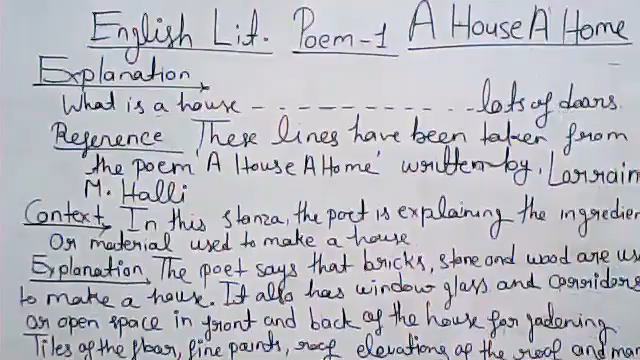 English Lit. Poem-1 A House A Home
Explanation
What is a house - - - - - - - - - - . . . lots of doors.
Reference These lines have been taken from
the poem 'A House A Home' written by, Lorrain
M. Halli
Context In this stanza, the poet is explaining the ingredien
Or material used to make a house
Explanation The poet says that bricks, stone and wood are us
to make a house. It also has window glass and corridors
or open space in front and back of the house for gadening
Tiles of the floor, fine paints, roof elevations of the roof and ma